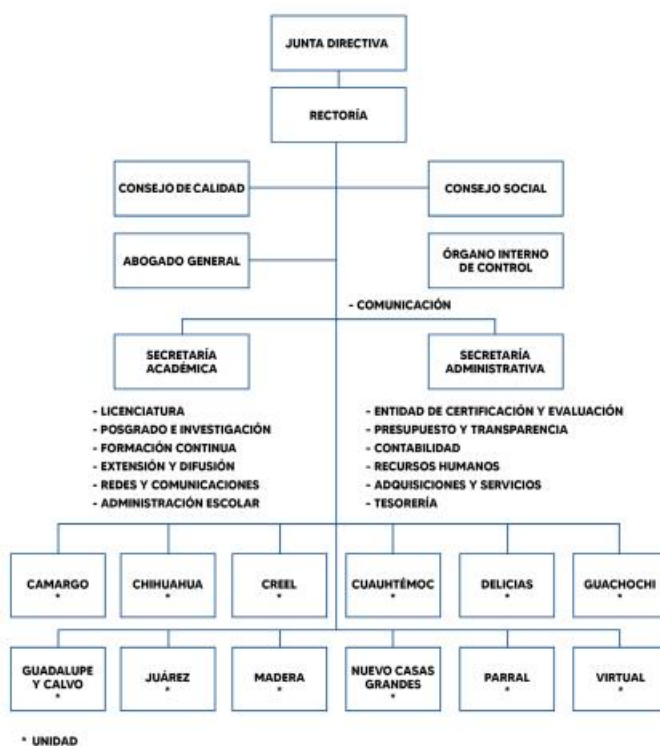 JUNTA DIRECTIVA
RECTORÍA
CONSEJO DE CALIDAD
CONSEJO SOCIAL
ABOGADO GENERAL
ÓRGANO INTERNO
DE CONTROL
- COMUNICACIÓN
SECRETARÍA
ACADÉMICA
SECRETARÍA
ADMINISTRATIVA
- LICENCIATURA
- POSGRADO E INVESTIGACIÓN
- FORMACIÓN CONTINUA
- EXTENSIÓN Y DIFUSIÓN
- REDES Y COMUNICACIONES
- ADMINISTRACIÓN ESCOLAR
- ENTIDAD DE CERTIFICACIÓN Y EVALUACIÓN
- PRESUPUESTO Y TRANSPARENCIA
- CONTABILIDAD
- RECURSOS HUMANOS
- ADQUISICIONES Y SERVICIOS
- TESORERÍA
CAMARGO
*
CHIHUAHUA
*
CREEL
*
CUAUHTÉMOC
*
DELICIAS
*
GUACHOCHI
*
GUADALUPE
Y CALVO
*
JUÁREZ
*
MADERA
*
NUEVO CASAS
GRANDES
*
PARRAL
*
VIRTUAL
*
* UNIDAD